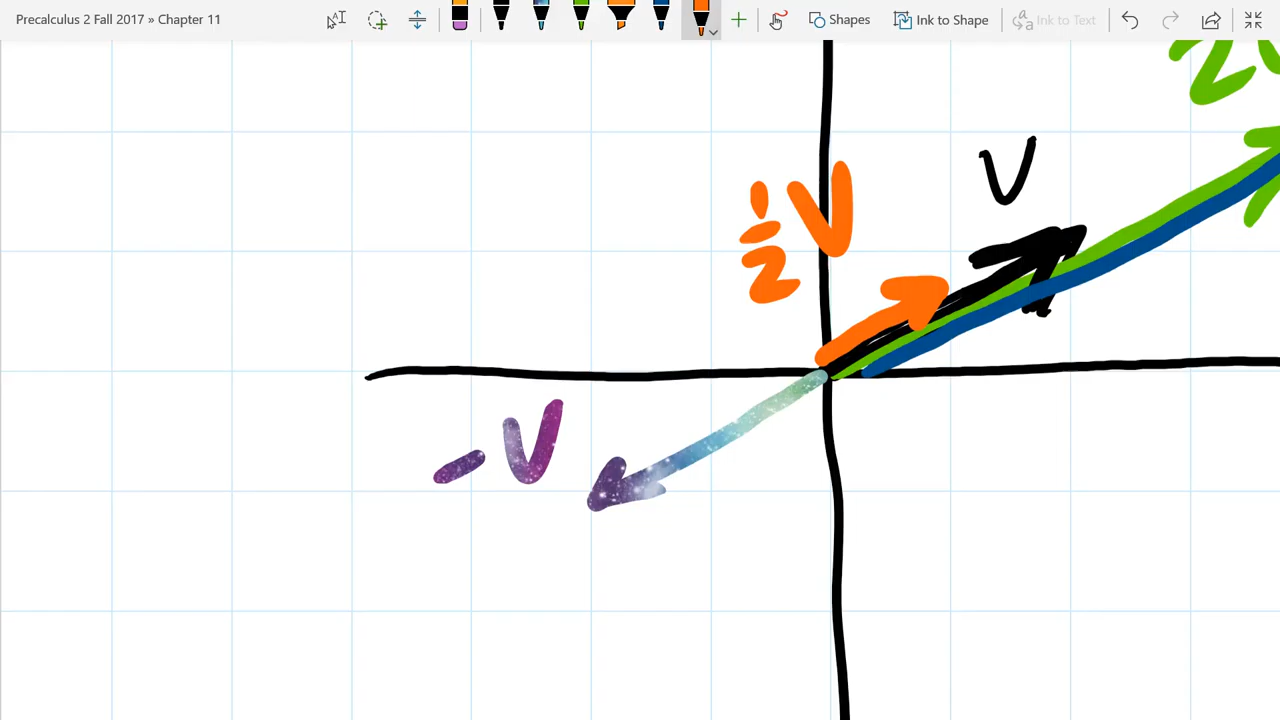 Precalculus 2 Fall 2017 » Chapter 11
Shapes
Ink to Shape
Ink to Text
V
½V
-V